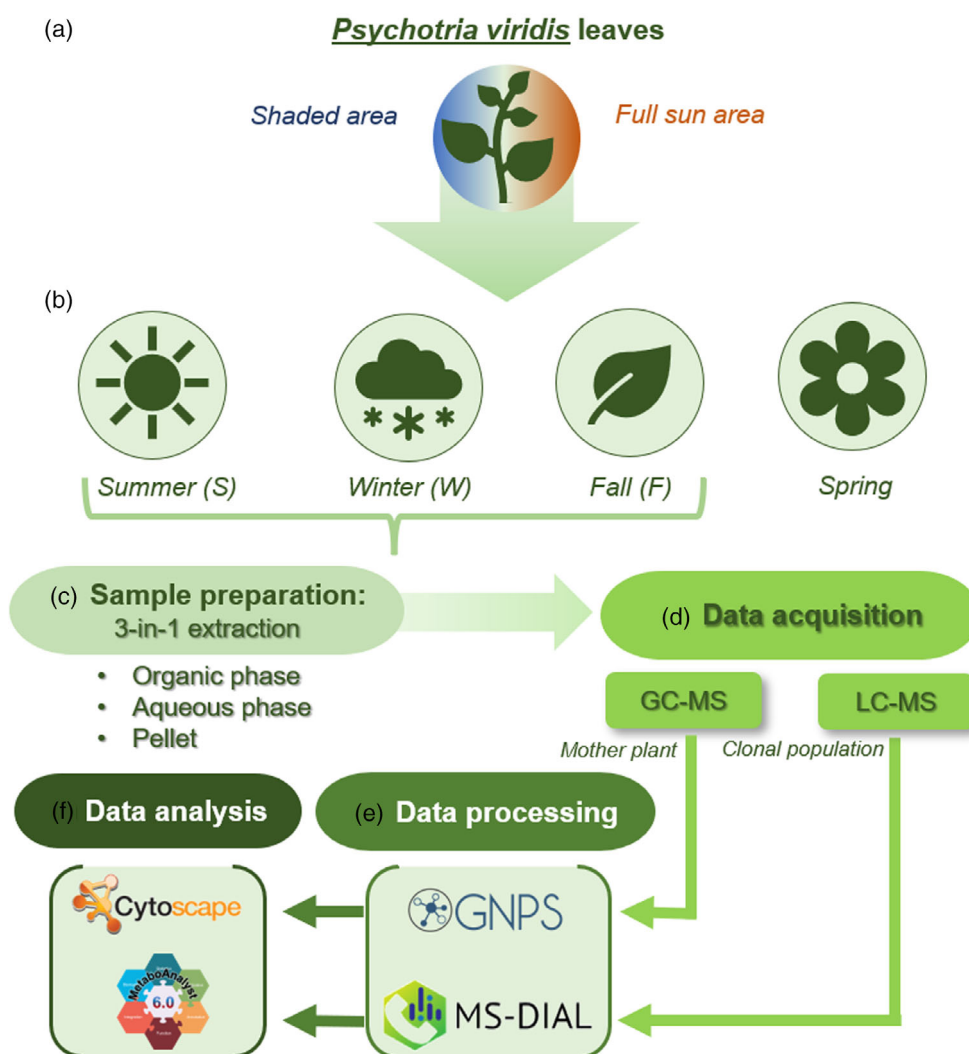 (a)
Psychotria viridis leaves
Shaded area
Full sun area
(b)
Summer (S)
Winter (W)
Fall (F)
Spring
(c) Sample preparation:
3-in-1 extraction
• Organic phase
• Aqueous phase
• Pellet
(d) Data acquisition
GC-MS
LC-MS
Mother plant
Clonal population
(f) Data analysis
(e) Data processing
Cytoscape
GNPS
MetaboAnalyst
6.0
MS-DIAL